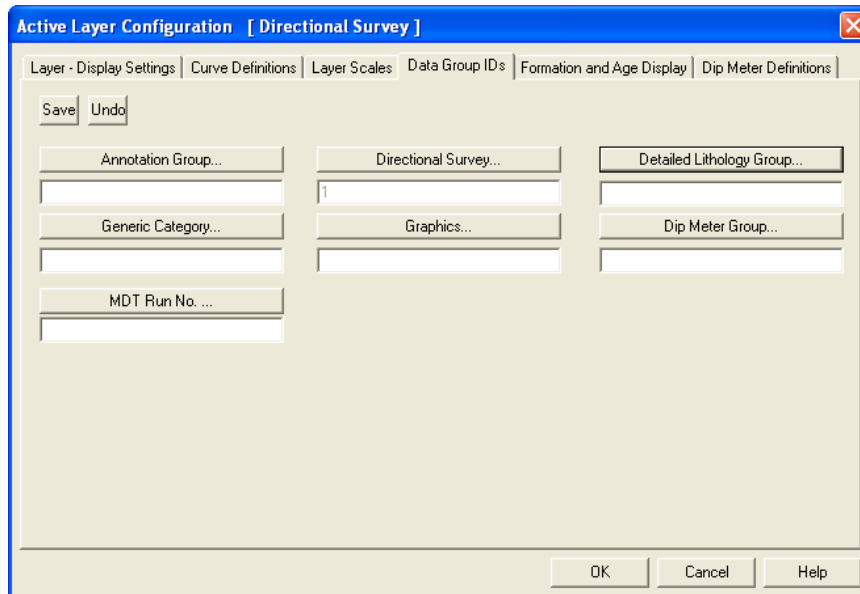 Active Layer Configuration [ Directional Survey ]
Layer - Display Settings Curve Definitions Layer Scales Data Group IDs Formation and Age Display Dip Meter Definitions
Save Undo
Annotation Group... Directional Survey... Detailed Lithology Group...
1
Generic Category... Graphics... Dip Meter Group...
MDT Run No. ...
OK Cancel Help